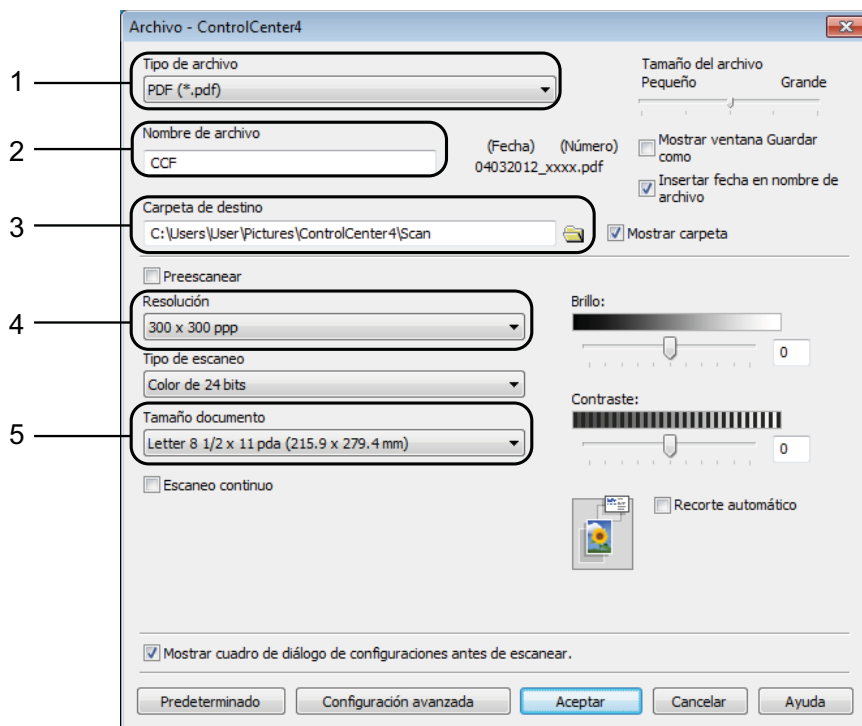 Archivo - ControlCenter4
1
Tipo de archivo
PDF (*.pdf)
Tamaño del archivo
Pequeño Grande
2
Nombre de archivo
CCF
(Fecha) (Número)
04032012_xxxx.pdf
Mostrar ventana Guardar
como
Insertar fecha en nombre de
archivo
3
Carpeta de destino
C:\Users\User\Pictures\ControlCenter4\Scan
Mostrar carpeta
Preescanear
4
Resolución
300 x 300 ppp
Tipo de escaneo
Color de 24 bits
5
Tamaño documento
Letter 8 1/2 x 11 pda (215.9 x 279.4 mm)
Escaneo continuo
Brillo:
0
Contraste:
0
Recorte automático
Mostrar cuadro de diálogo de configuraciones antes de escanear.
Predeterminado
Configuración avanzada
Aceptar
Cancelar
Ayuda